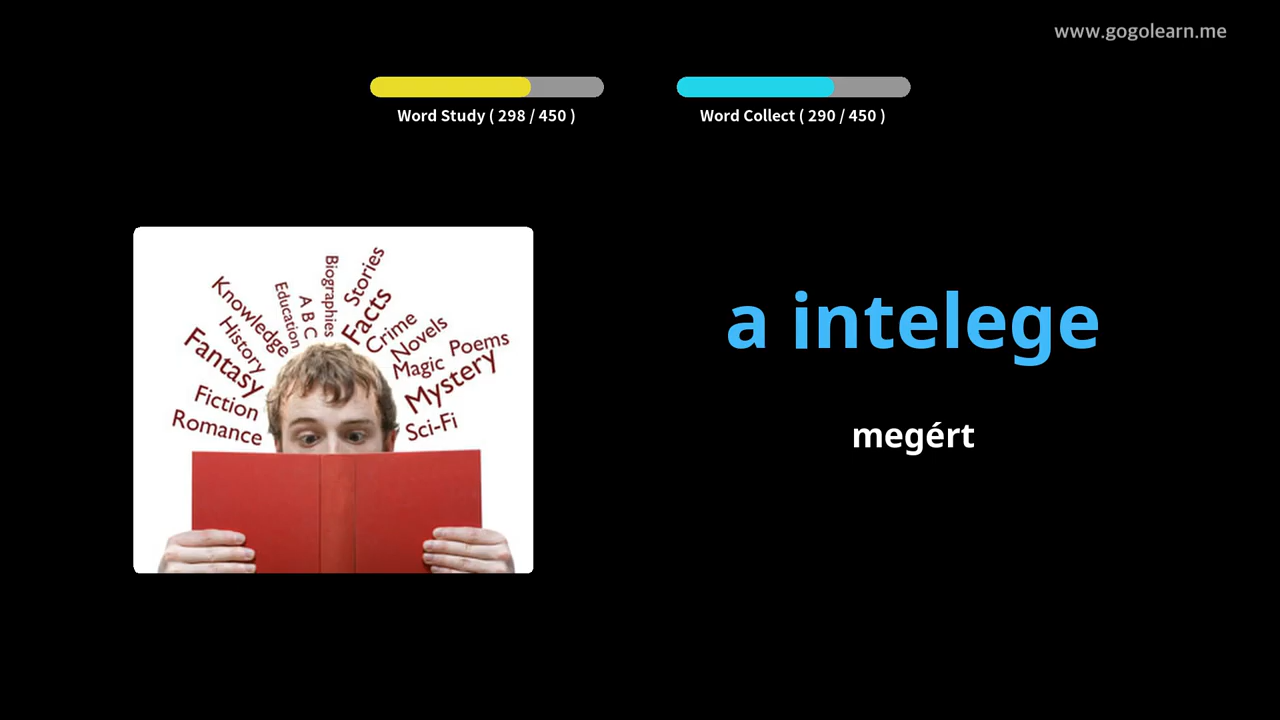 www.gogolearn.me
Word Study ( 298 / 450 )
Word Collect ( 290 / 450 )
Knowledge
Education
A B C
Biographies
Stories
History
Facts
Crime
Novels
Fantasy
Magic
Poems
Fiction
Mystery
Romance
Sci-Fi
a intelege
megért